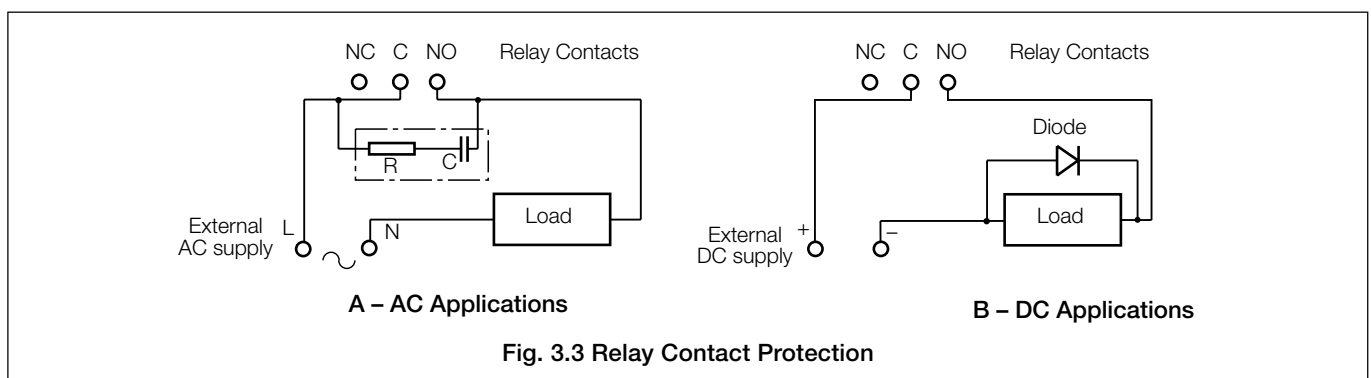 NC C NO Relay Contacts
R
C
External
AC supply
L
N
Load
A – AC Applications
NC C NO Relay Contacts
Diode
Load
External
DC supply
+
–
B – DC Applications
Fig. 3.3 Relay Contact Protection